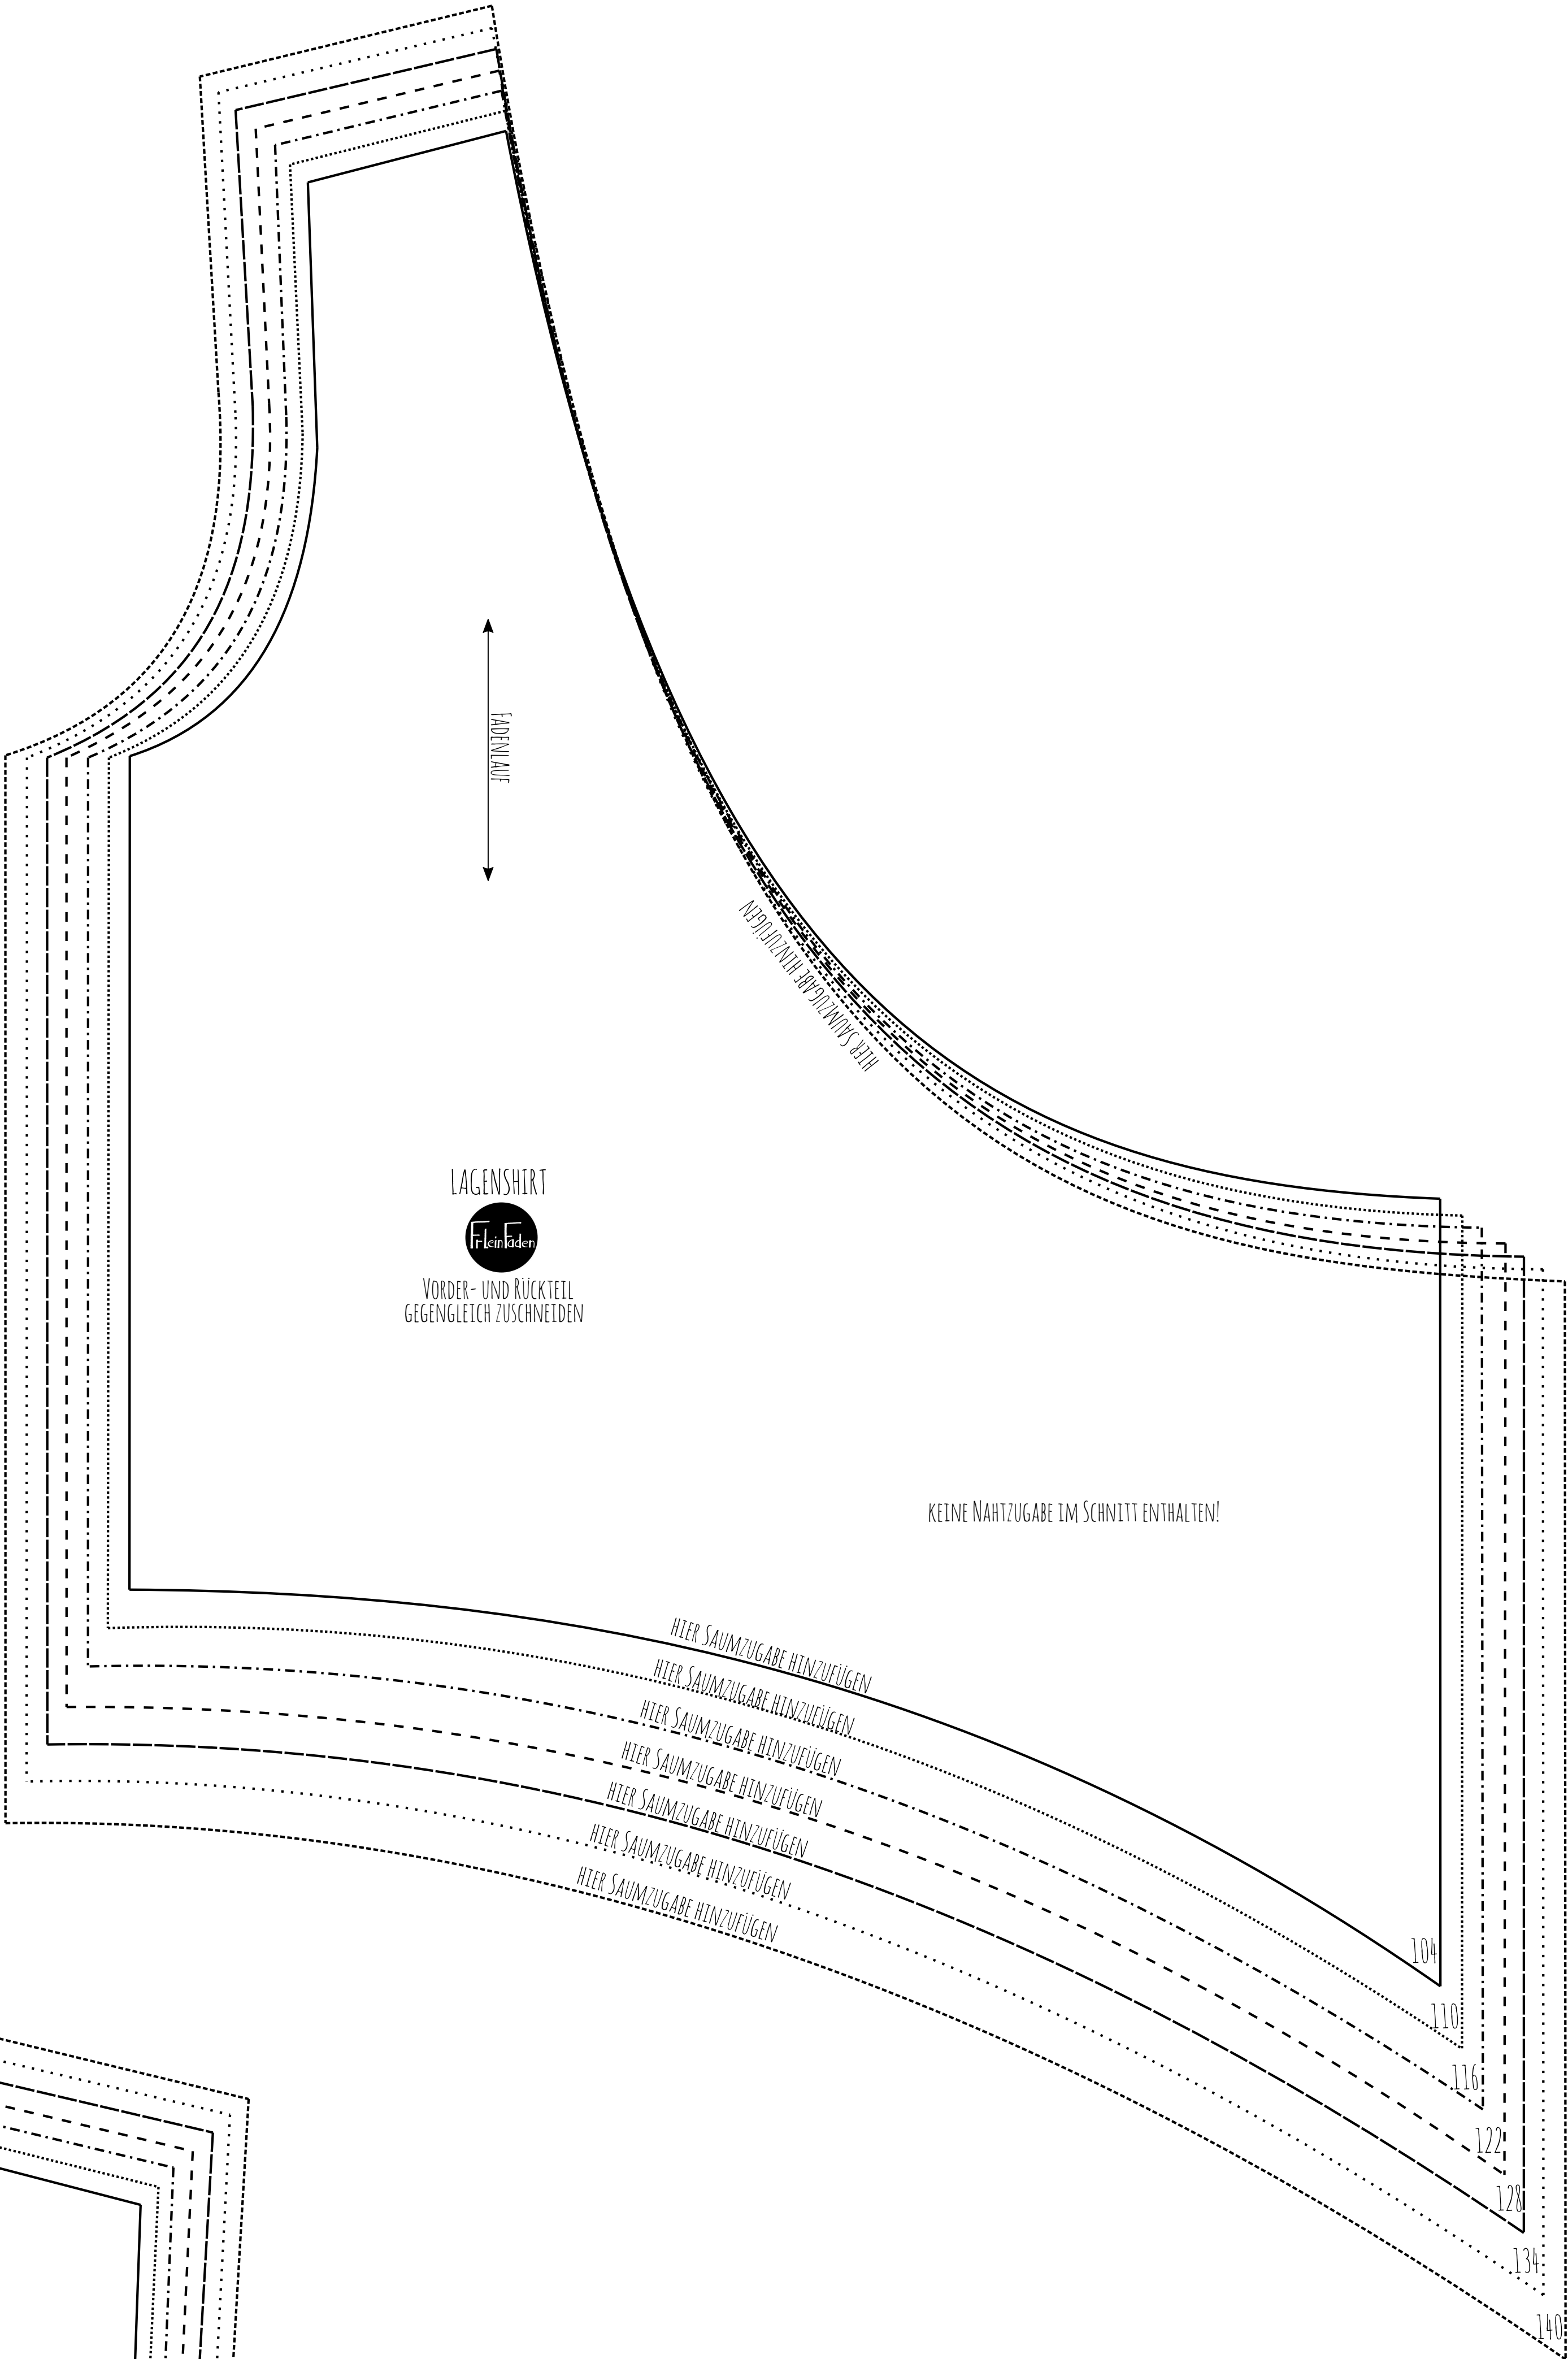 FADENLAUF
HIER SAUMZUGABE HINZUFÜGEN
LAGENSHIRT
FrLeinFaden
VORDER- UND RÜCKTEIL
GEGENGLEICH ZUSCHNEIDEN
KEINE NAHTZUGABE IM SCHNITT ENTHALTEN!
HIER SAUMZUGABE HINZUFÜGEN
HIER SAUMZUGABE HINZUFÜGEN
HIER SAUMZUGABE HINZUFÜGEN
HIER SAUMZUGABE HINZUFÜGEN
HIER SAUMZUGABE HINZUFÜGEN
HIER SAUMZUGABE HINZUFÜGEN
HIER SAUMZUGABE HINZUFÜGEN
104
110
116
122
128
134
140